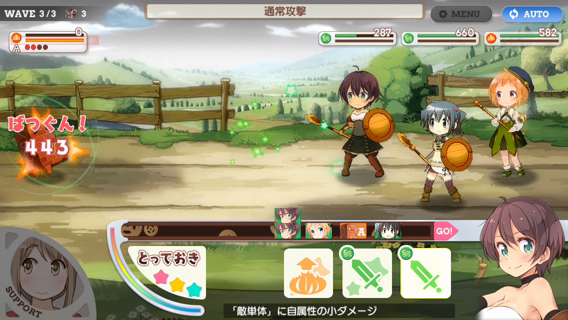 WAVE 3/3
3
通常攻撃
MENU
AUTO
0
A
287
660
582
ばつぐん!
443
A
GO!
とっておき
SUPPORT
「敵単体」に自属性の小ダメージ